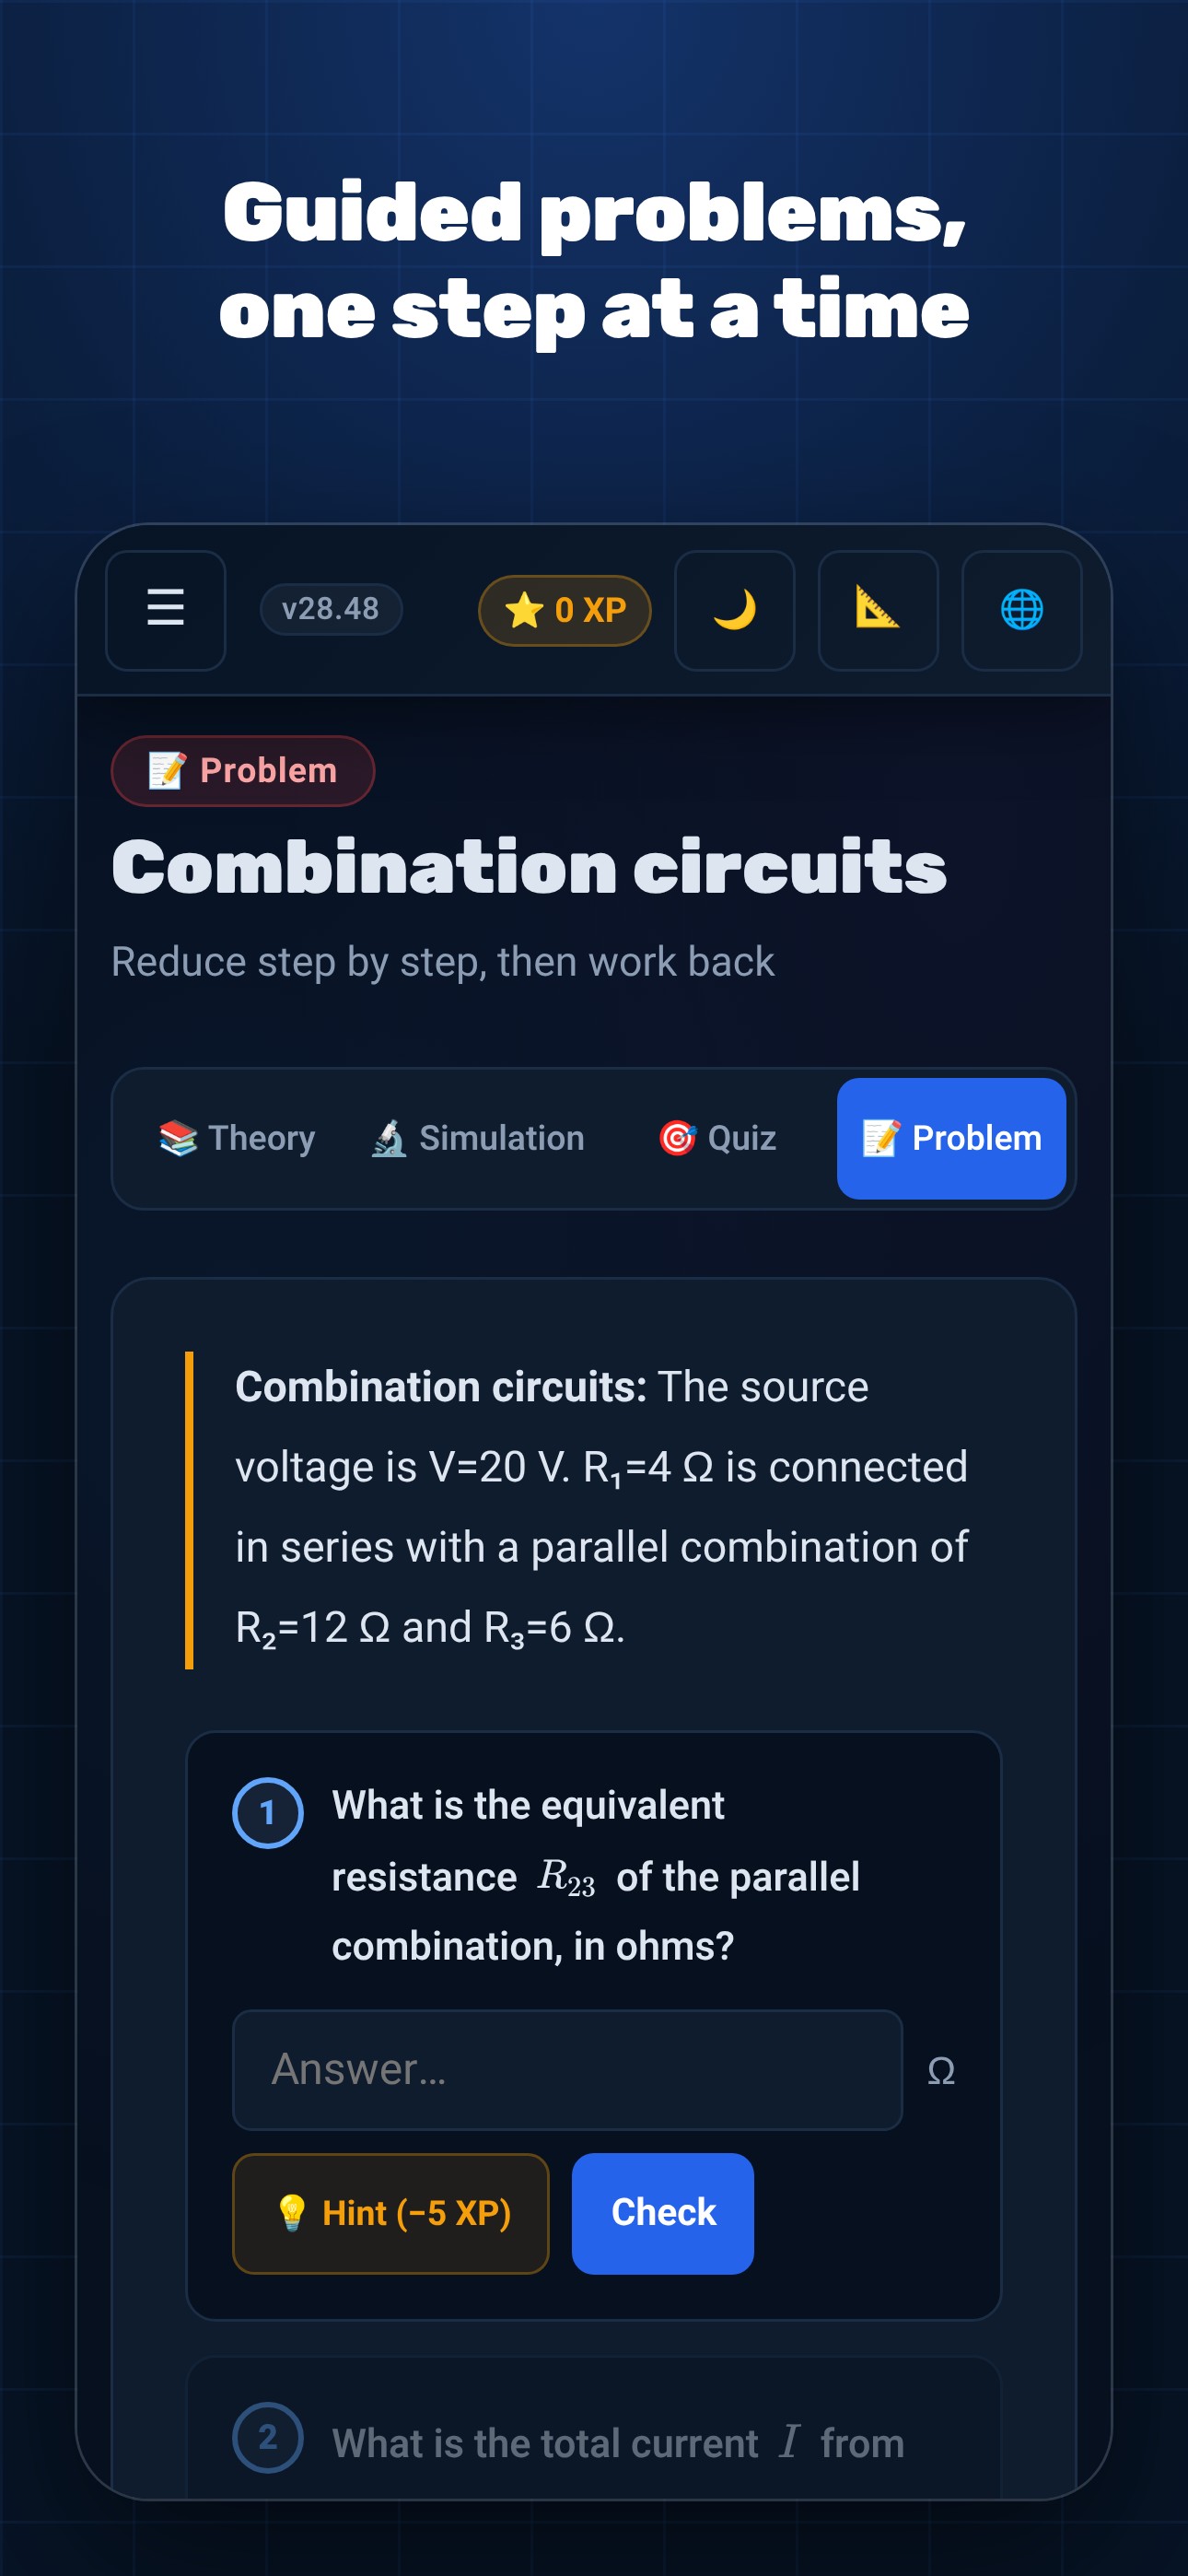 Guided problems,
one step at a time
☰ v28.48 ⭐ 0 XP 🌙 📐 🌐
📝 Problem
Combination circuits
Reduce step by step, then work back
📚 Theory 🔬 Simulation 🎯 Quiz 📝 Problem
Combination circuits: The source
voltage is V=20 V. R₁=4 Ω is connected
in series with a parallel combination of
R₂=12 Ω and R₃=6 Ω.
1 What is the equivalent
resistance R₂₃ of the parallel
combination, in ohms?
Answer... Ω
💡 Hint (−5 XP) Check
2 What is the total current I from